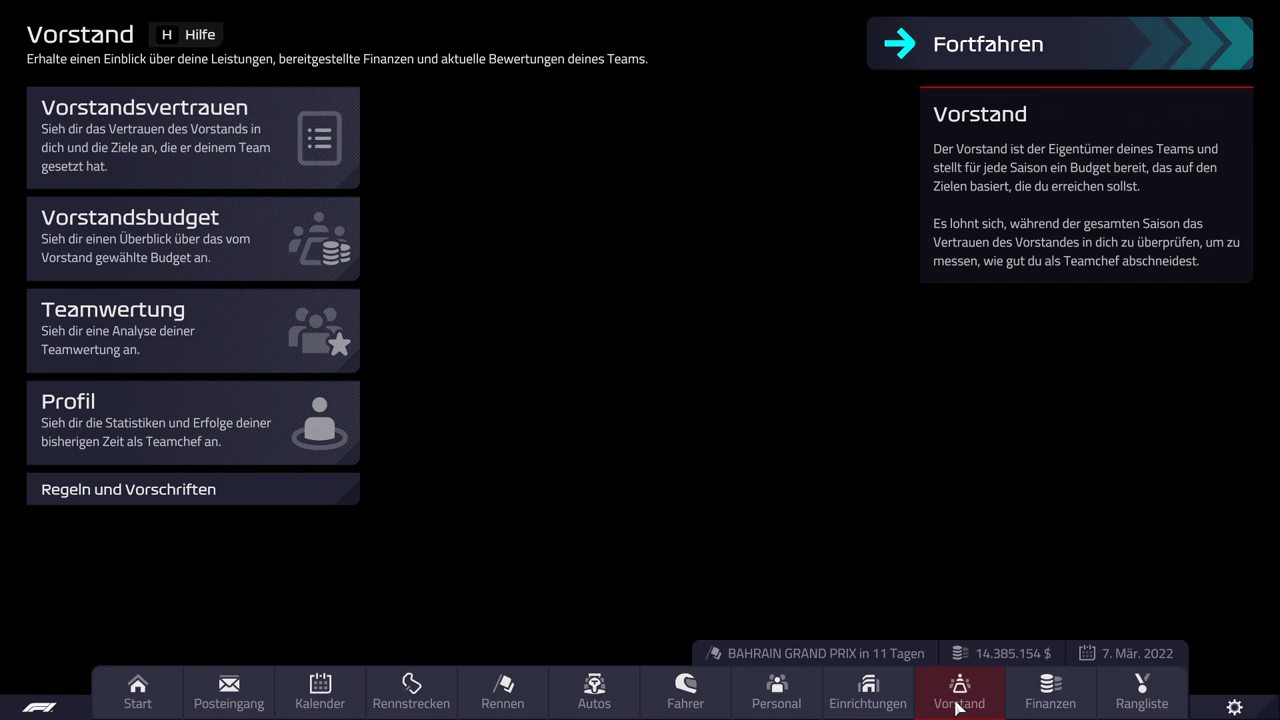 Vorstand
H Hilfe
Erhalte einen Einblick über deine Leistungen, bereitgestellte Finanzen und aktuelle Bewertungen deines Teams.
Fortfahren
Vorstandsvertrauen
Sieh dir das Vertrauen des Vorstands in
dich und die Ziele an, die er deinem Team
gesetzt hat.
Vorstandsbudget
Sieh dir einen Überblick über das vom
Vorstand gewählte Budget an.
Teamwertung
Sieh dir eine Analyse deiner
Teamwertung an.
Profil
Sieh dir die Statistiken und Erfolge deiner
bisherigen Zeit als Teamchef an.
Regeln und Vorschriften
Vorstand
Der Vorstand ist der Eigentümer deines Teams und
stellt für jede Saison ein Budget bereit, das auf den
Zielen basiert, die du erreichen sollst.
Es lohnt sich, während der gesamten Saison das
Vertrauen des Vorstandes in dich zu überprüfen, um zu
messen, wie gut du als Teamchef abschneidest.
BAHRAIN GRAND PRIX in 11 Tagen
14.385.154 $
7. Mär. 2022
F1
Start
Posteingang
Kalender
Rennstrecken
Rennen
Autos
Fahrer
Personal
Einrichtungen
Vorstand
Finanzen
Rangliste